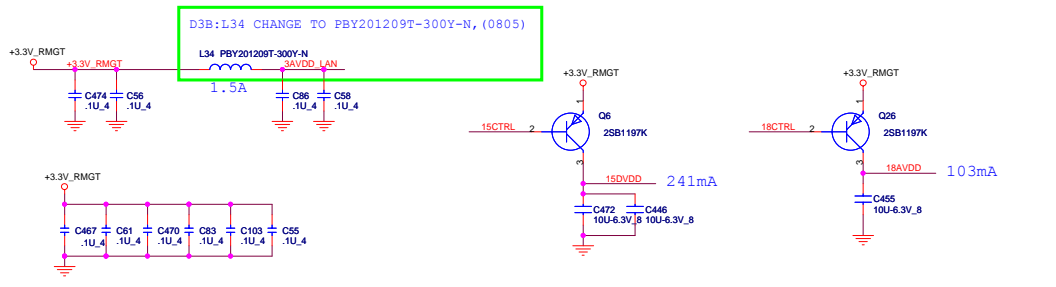 D3B:L34 CHANGE TO PBY201209T-300Y-N,(0805)
+3.3V_RMGT
L34 PBY201209T-300Y-N
+3.3V_RMGT
3AVDD_LAN
1.5A
C474
.1U_4
C56
.1U_4
C86
.1U_4
C58
.1U_4
+3.3V_RMGT
1
Q6
2SB1197K
15CTRL
2
3
15DVDD
241mA
C472
10U-6.3V_8
C446
10U-6.3V_8
+3.3V_RMGT
1
Q26
2SB1197K
18CTRL
2
3
18AVDD
103mA
C455
10U-6.3V_8
+3.3V_RMGT
C467
.1U_4
C61
.1U_4
C470
.1U_4
C83
.1U_4
C103
.1U_4
C55
.1U_4